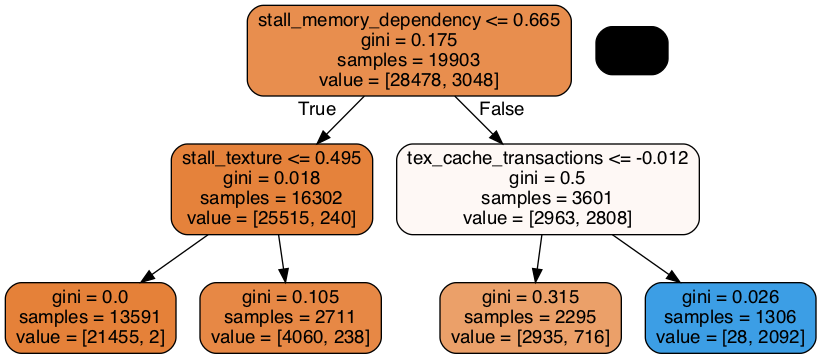 stall_memory_dependency <= 0.665
gini = 0.175
samples = 19903
value = [28478, 3048]
True
False
stall_texture <= 0.495
gini = 0.018
samples = 16302
value = [25515, 240]
tex_cache_transactions <= -0.012
gini = 0.5
samples = 3601
value = [2963, 2808]
gini = 0.0
samples = 13591
value = [21455, 2]
gini = 0.105
samples = 2711
value = [4060, 238]
gini = 0.315
samples = 2295
value = [2935, 716]
gini = 0.026
samples = 1306
value = [28, 2092]